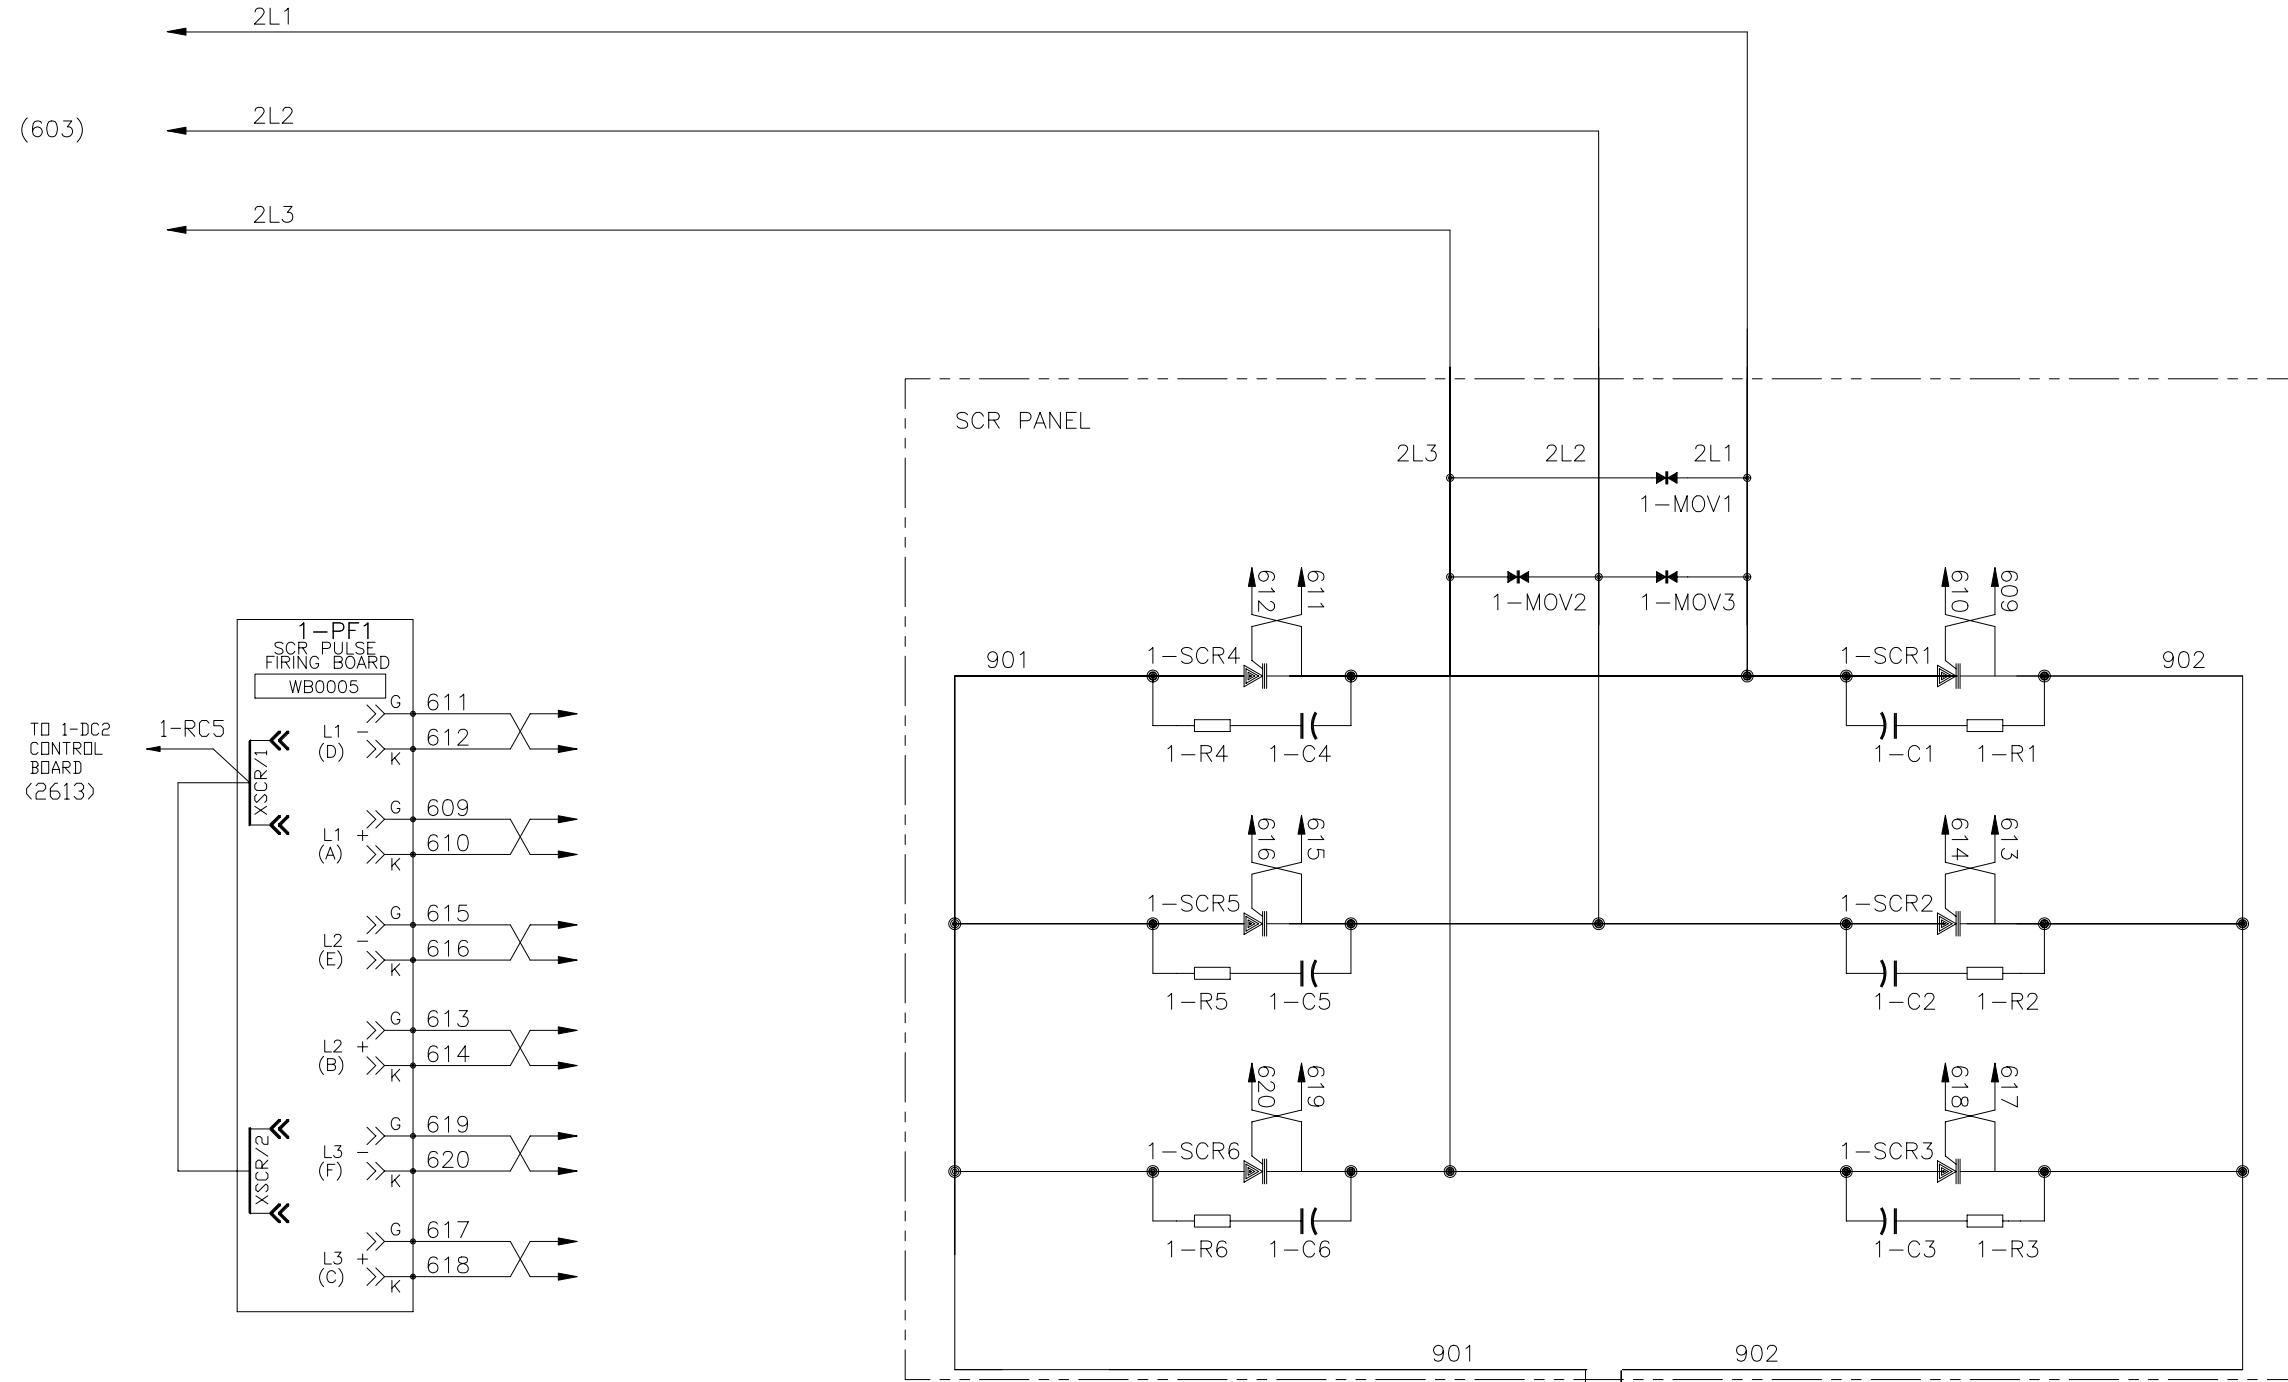 2L1
2L2
(603)
2L3
SCR PANEL
2L3
2L2
2L1
1-MOV1
612
611
1-MOV2
1-MOV3
610
609
901
1-SCR4
1-SCR1
902
1-R4
1-C4
1-C1
1-R1
616
615
614
613
1-SCR5
1-SCR2
1-R5
1-C5
1-C2
1-R2
620
619
618
617
1-SCR6
1-SCR3
1-R6
1-C6
1-C3
1-R3
901
902
1-PF1
SCR PULSE
FIRING BOARD
WB0005
TO 1-DC2
CONTROL
BOARD
(2613)
1-RC5
XSCR/1
XSCR/2
G 611
L1 -
(D)
K 612
G 609
L1 +
(A)
K 610
G 615
L2 -
(E)
K 616
G 613
L2 +
(B)
K 614
G 619
L3 -
(F)
K 620
G 617
L3 +
(C)
K 618